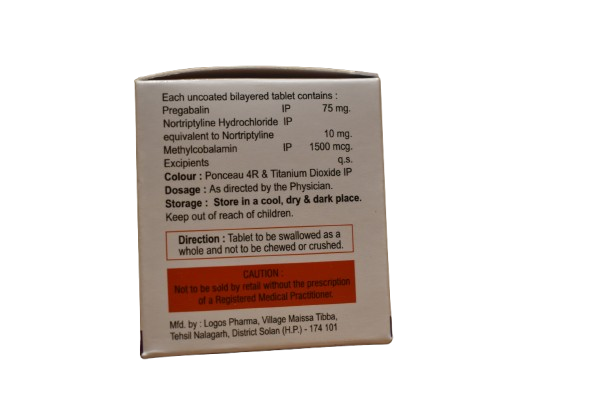 Each uncoated bilayered tablet contains :
Pregabalin IP 75 mg.
Nortriptyline Hydrochloride IP
equivalent to Nortriptyline 10 mg.
Methylcobalamin IP 1500 mcg.
Excipients q.s.
Colour : Ponceau 4R & Titanium Dioxide IP
Dosage : As directed by the Physician.
Storage : Store in a cool, dry & dark place.
Keep out of reach of children.
Direction : Tablet to be swallowed as a
whole and not to be chewed or crushed.
CAUTION :
Not to be sold by retail without the prescription
of a Registered Medical Practitioner.
Mfd. by : Logos Pharma, Village Maissa Tibba,
Tehsil Nalagarh, District Solan (H.P.) - 174 101